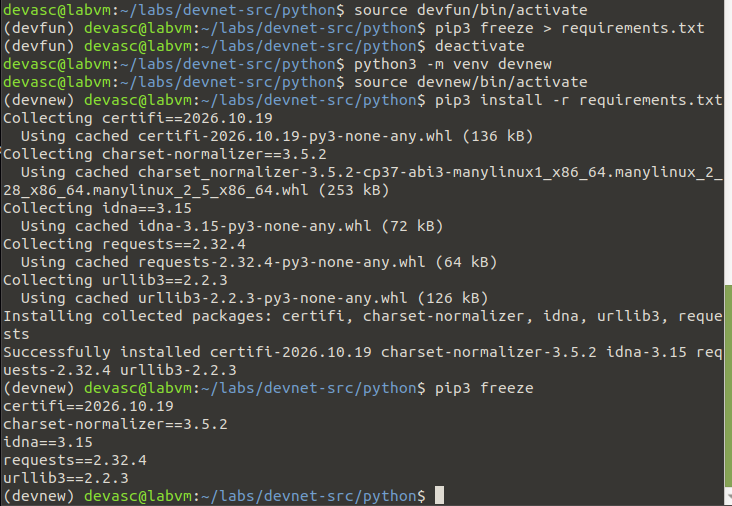 devasc@labvm:~/labs/devnet-src/python$ source devfun/bin/activate
(devfun) devasc@labvm:~/labs/devnet-src/python$ pip3 freeze > requirements.txt
(devfun) devasc@labvm:~/labs/devnet-src/python$ deactivate
devasc@labvm:~/labs/devnet-src/python$ python3 -m venv devnew
devasc@labvm:~/labs/devnet-src/python$ source devnew/bin/activate
(devnew) devasc@labvm:~/labs/devnet-src/python$ pip3 install -r requirements.txt
Collecting certifi==2026.10.19
  Using cached certifi-2026.10.19-py3-none-any.whl (136 kB)
Collecting charset-normalizer==3.5.2
  Using cached charset_normalizer-3.5.2-cp37-abi3-manylinux1_x86_64.manylinux_2_
28_x86_64.manylinux_2_5_x86_64.whl (253 kB)
Collecting idna==3.15
  Using cached idna-3.15-py3-none-any.whl (72 kB)
Collecting requests==2.32.4
  Using cached requests-2.32.4-py3-none-any.whl (64 kB)
Collecting urllib3==2.2.3
  Using cached urllib3-2.2.3-py3-none-any.whl (126 kB)
Installing collected packages: certifi, charset-normalizer, idna, urllib3, reque
sts
Successfully installed certifi-2026.10.19 charset-normalizer-3.5.2 idna-3.15 req
uests-2.32.4 urllib3-2.2.3
(devnew) devasc@labvm:~/labs/devnet-src/python$ pip3 freeze
certifi==2026.10.19
charset-normalizer==3.5.2
idna==3.15
requests==2.32.4
urllib3==2.2.3
(devnew) devasc@labvm:~/labs/devnet-src/python$